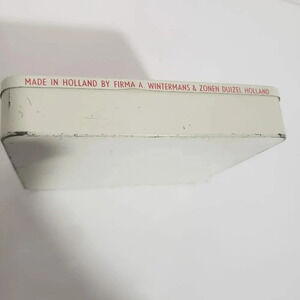 MADE IN HOLLAND BY FIRMA A. WINTERMANS & ZONEN DUIZEL HOLLAND